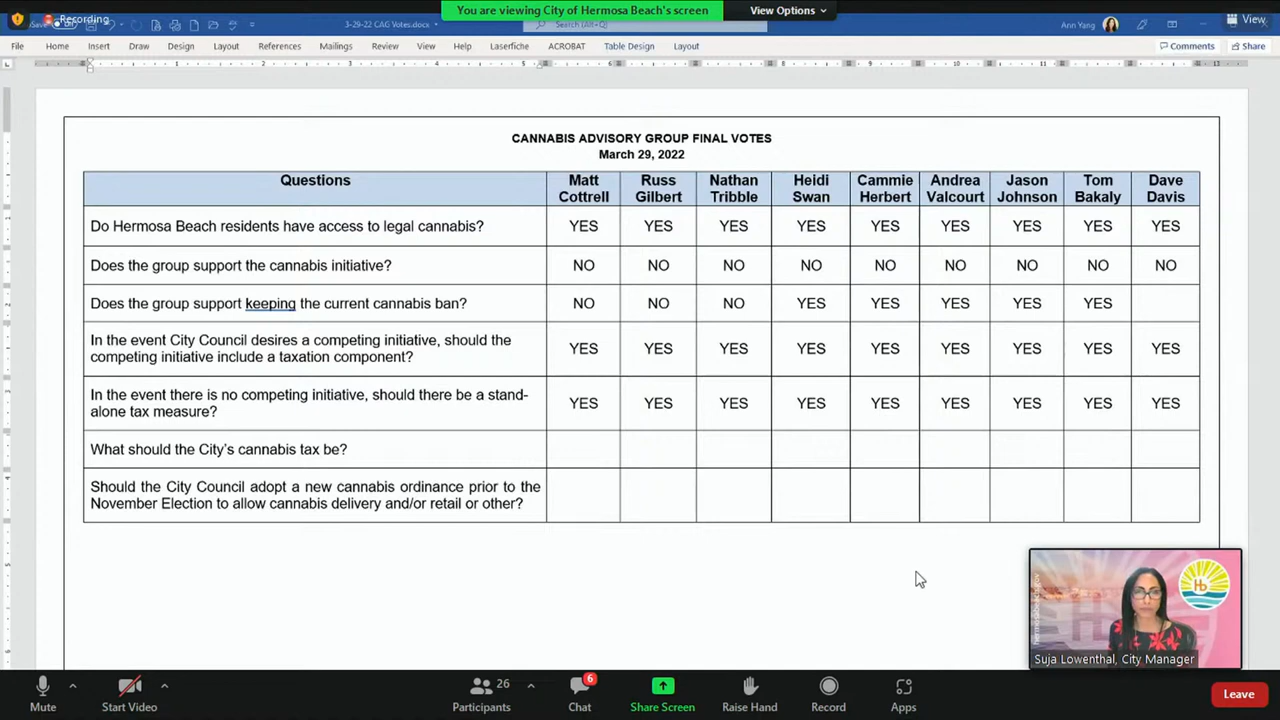 Recording
You are viewing City of Hermosa Beach's screen
View Options
View
3-29-22 CAG Votes.docx
Search (Alt+Q)
Ann Yang
File Home Insert Draw Design Layout References Mailings Review View Help Laserfiche ACROBAT Table Design Layout
Comments Share
CANNABIS ADVISORY GROUP FINAL VOTES
March 29, 2022
Questions Matt Cottrell Russ Gilbert Nathan Tribble Heidi Swan Cammie Herbert Andrea Valcourt Jason Johnson Tom Bakaly Dave Davis
Do Hermosa Beach residents have access to legal cannabis? YES YES YES YES YES YES YES YES YES
Does the group support the cannabis initiative? NO NO NO NO NO NO NO NO NO
Does the group support keeping the current cannabis ban? NO NO NO YES YES YES YES YES
In the event City Council desires a competing initiative, should the
competing initiative include a taxation component? YES YES YES YES YES YES YES YES YES
In the event there is no competing initiative, should there be a stand-
alone tax measure? YES YES YES YES YES YES YES YES YES
What should the City's cannabis tax be?
Should the City Council adopt a new cannabis ordinance prior to the
November Election to allow cannabis delivery and/or retail or other?
Hb
Suja Lowenthal, City Manager
Mute Start Video Participants 26 Chat 6 Share Screen Raise Hand Record Apps Leave